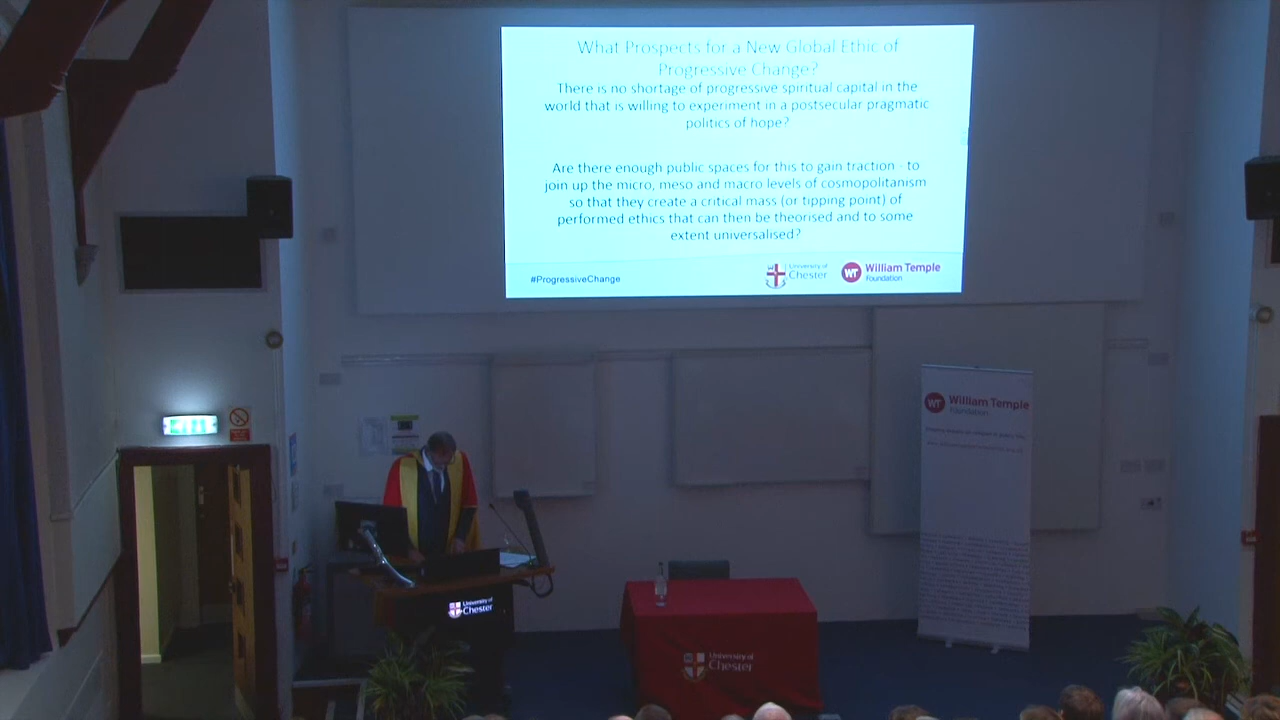 What Prospects for a New Global Ethic of
Progressive Change?
There is no shortage of progressive spiritual capital in the
world that is willing to experiment in a postsecular pragmatic
politics of hope?
Are there enough public spaces for this to gain traction - to
join up the micro, meso and macro levels of cosmopolitanism
so that they create a critical mass (or tipping point) of
performed ethics that can then be theorised and to some
extent universalised?
#ProgressiveChange
University of
Chester
WT William Temple
Foundation
WT William Temple
Foundation
University of
Chester
University of
Chester